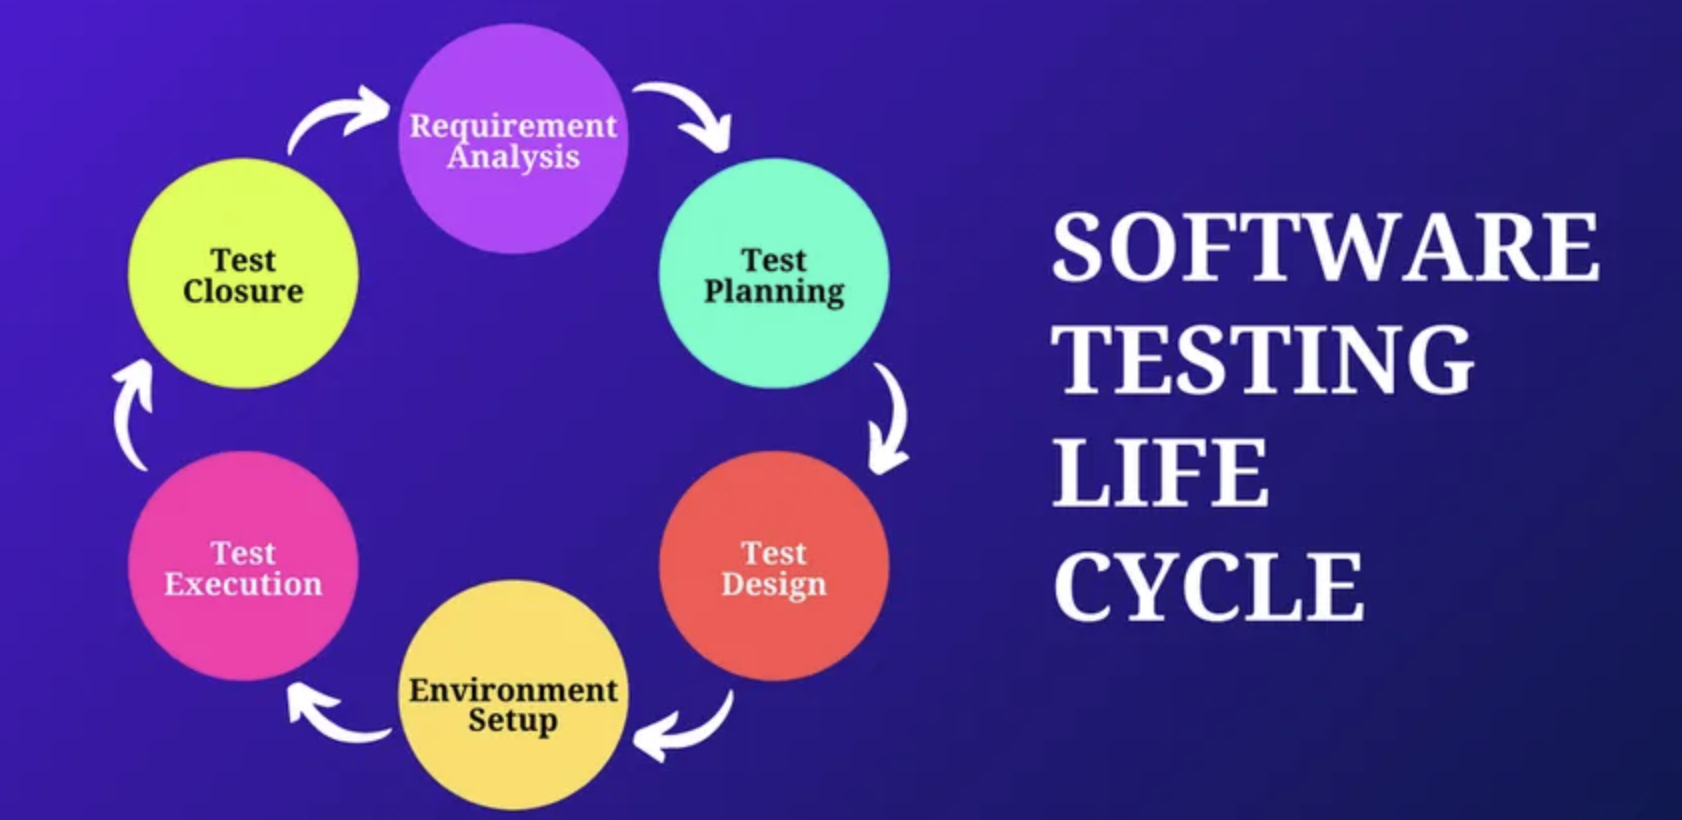 Requirement
Analysis
Test
Planning
Test
Design
Environment
Setup
Test
Execution
Test
Closure
SOFTWARE
TESTING
LIFE
CYCLE